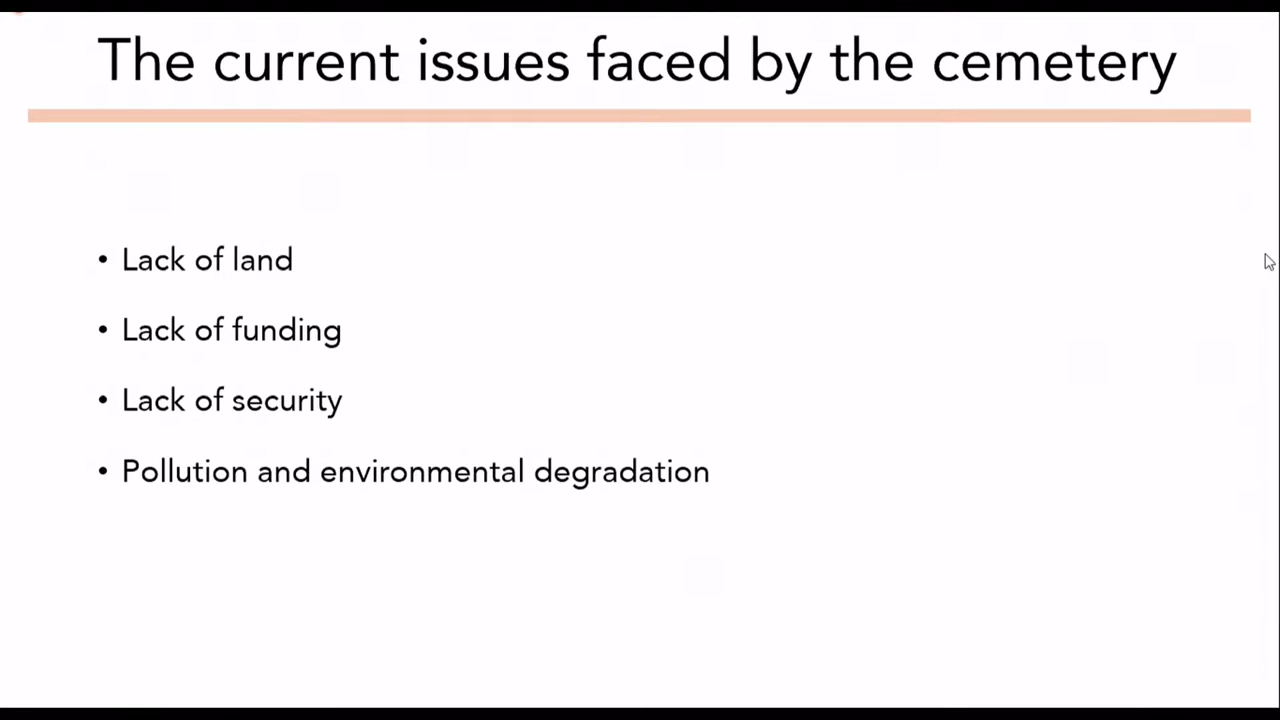 The current issues faced by the cemetery
• Lack of land
• Lack of funding
• Lack of security
• Pollution and environmental degradation